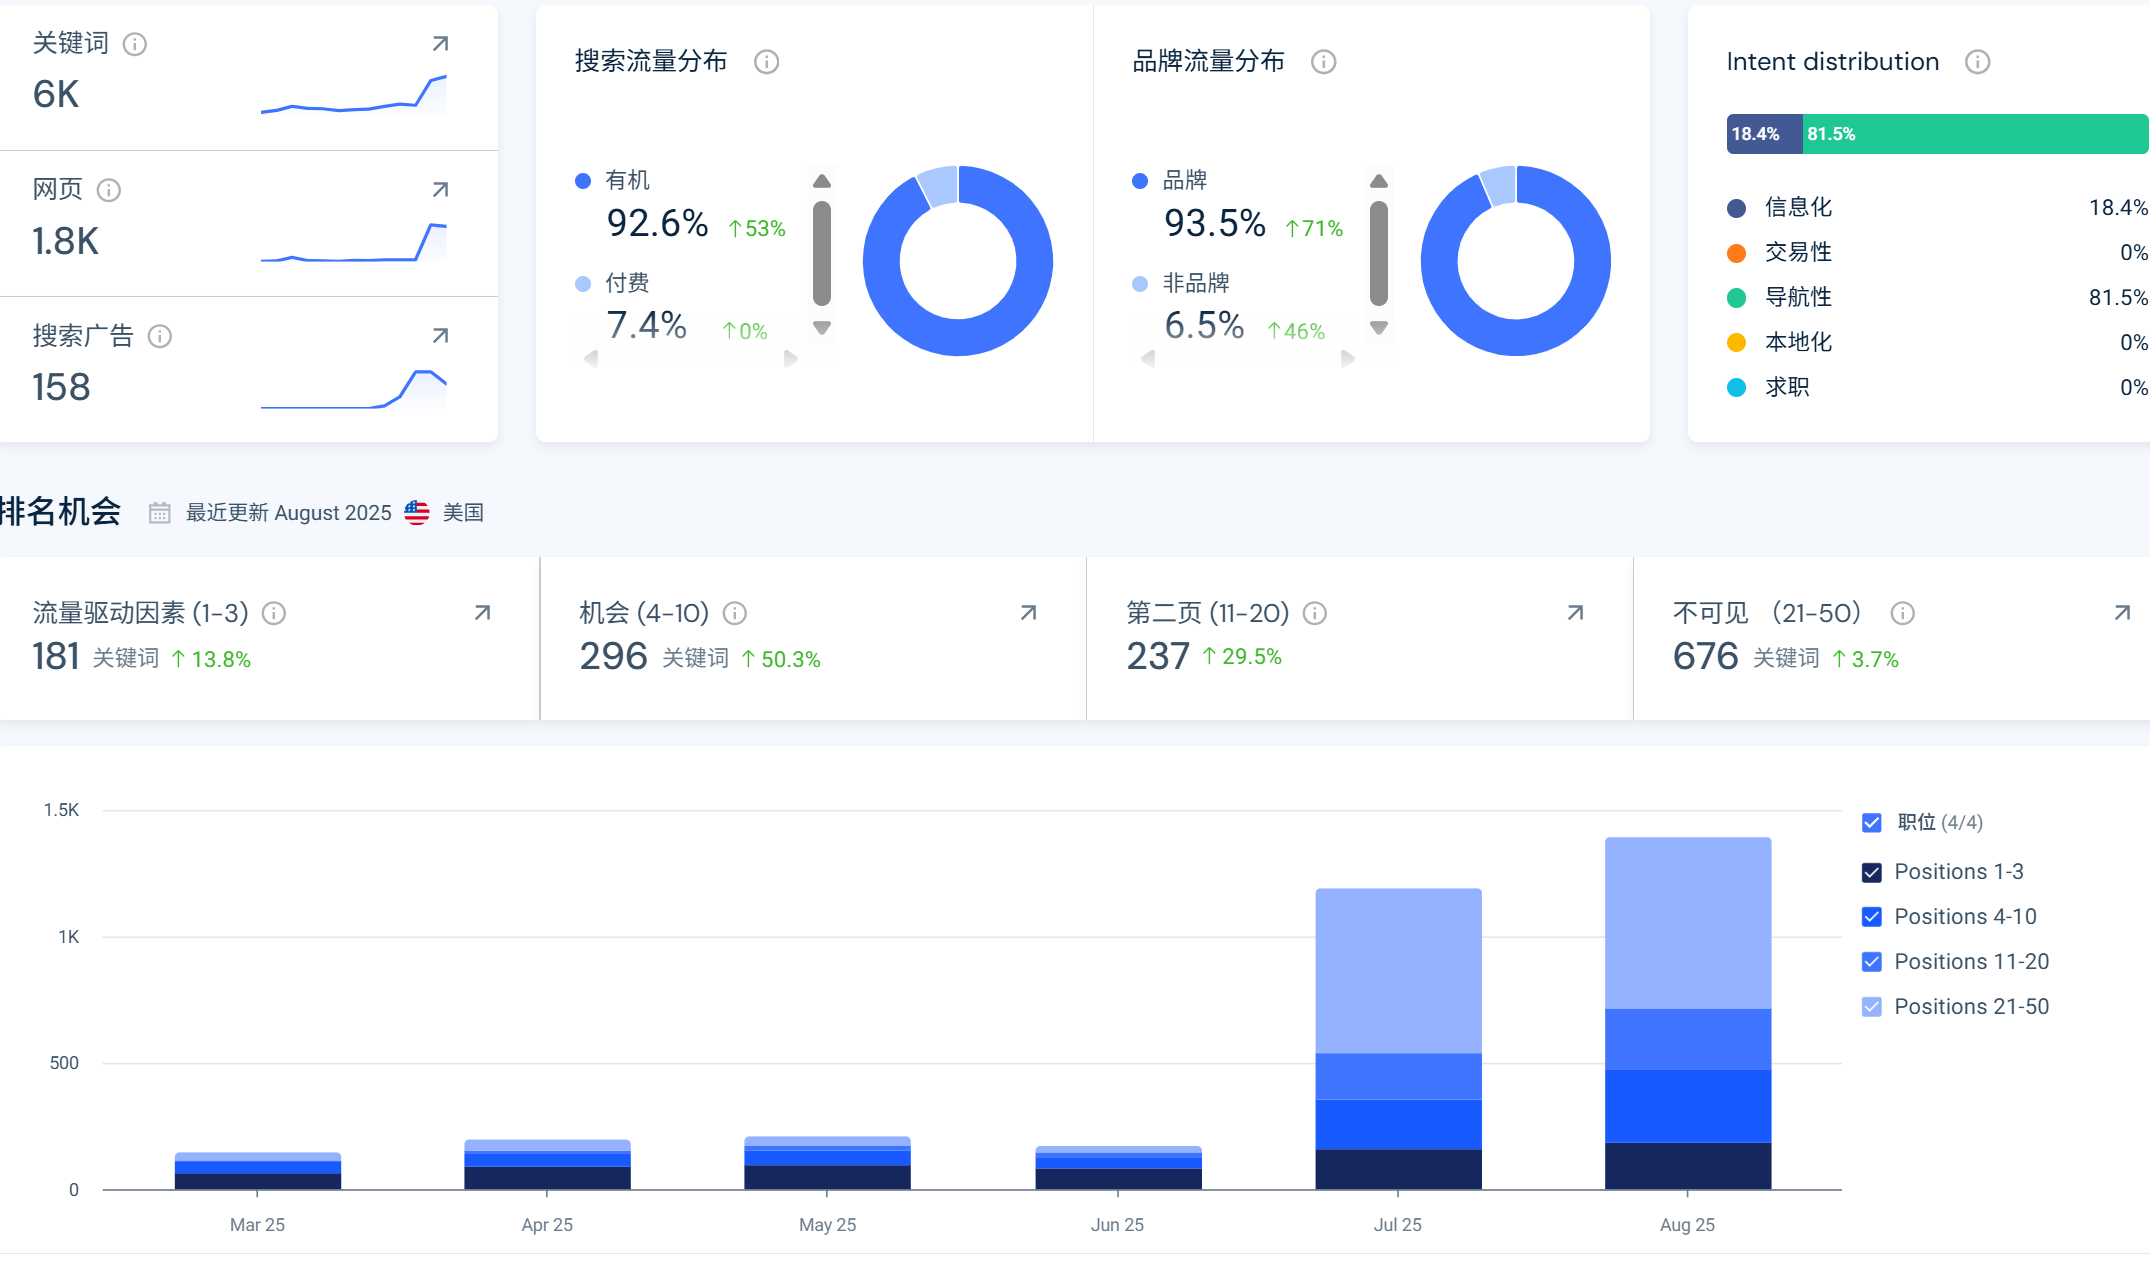 关键词
6K
网页
1.8K
搜索广告
158
搜索流量分布
有机
92.6% ↑53%
付费
7.4% ↑0%
品牌流量分布
品牌
93.5% ↑71%
非品牌
6.5% ↑46%
Intent distribution
18.4% 81.5%
信息化 18.4%
交易性 0%
导航性 81.5%
本地化 0%
求职 0%
排名机会 最近更新 August 2025 美国
流量驱动因素 (1-3)
181 关键词 ↑ 13.8%
机会 (4-10)
296 关键词 ↑ 50.3%
第二页 (11-20)
237 ↑ 29.5%
不可见 （21-50）
676 关键词 ↑ 3.7%
1.5K
1K
500
0
Mar 25 Apr 25 May 25 Jun 25 Jul 25 Aug 25
职位 (4/4)
Positions 1-3
Positions 4-10
Positions 11-20
Positions 21-50